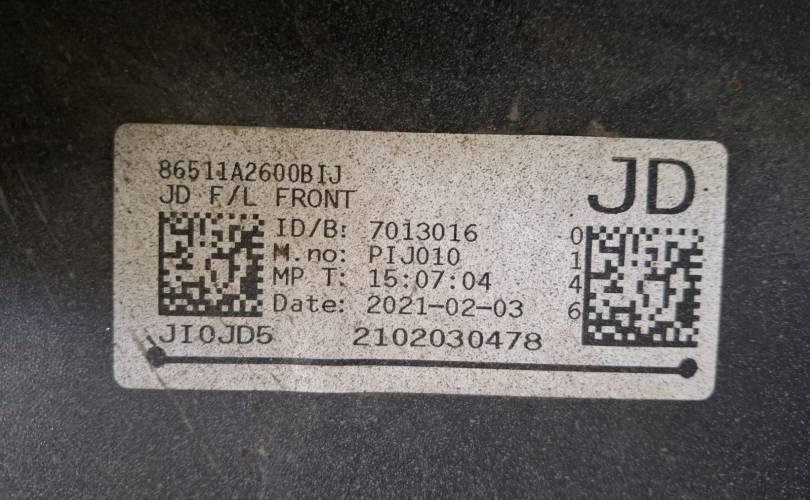 86511A2600BIJ
JD F/L FRONT
JD
ID/B: 7013016
M.no: PIJ010
MP T: 15:07:04
Date: 2021-02-03
0
1
4
6
JI0JD5 2102030478